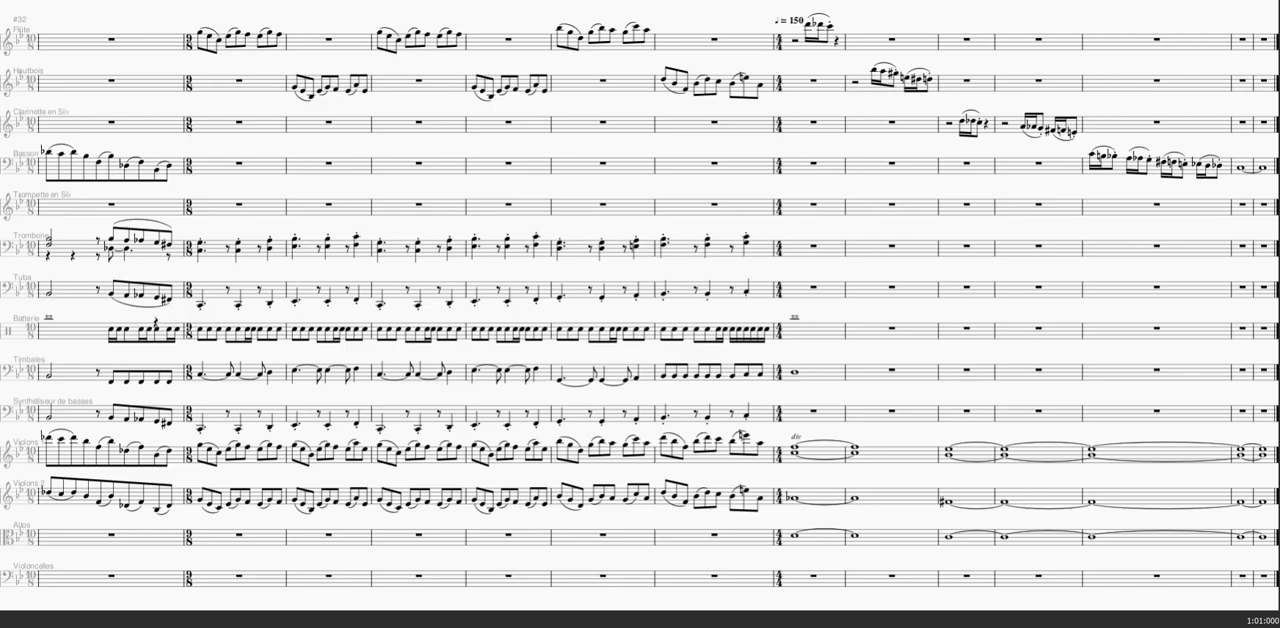 #32
Flûte
♩ = 150
Hautbois
Clarinette en Si♭
Basson
Trompette en Si♭
Trombone
Tuba
Batterie
Timbales
Synthétiseur de basses
Violons
div
Violons 2
Altos
Violoncelles
1:01:000